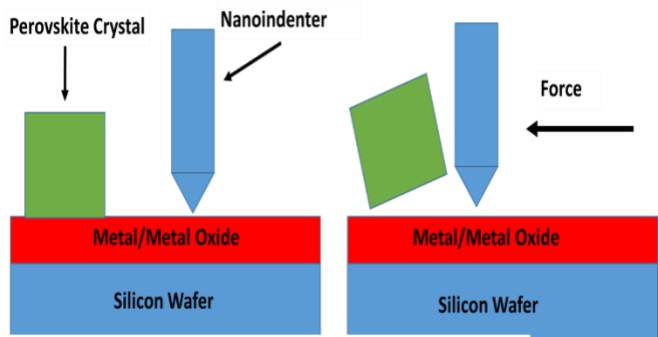 Perovskite Crystal
Nanoindenter
Force
Metal/Metal Oxide
Metal/Metal Oxide
Silicon Wafer
Silicon Wafer